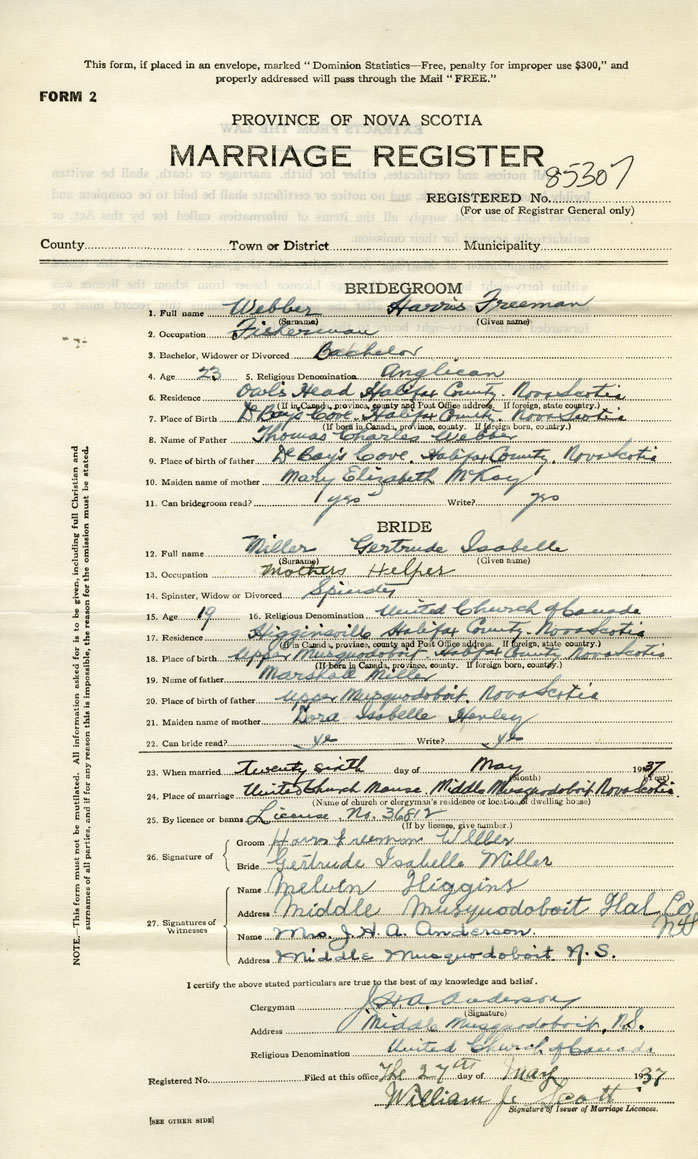 This form, if placed in an envelope, marked "Dominion Statistics—Free, penalty for improper use $300," and
properly addressed will pass through the Mail "FREE."
FORM 2
PROVINCE OF NOVA SCOTIA
MARRIAGE REGISTER
85307
REGISTERED No.
(For use of Registrar General only)
County Town or District Municipality
BRIDEGROOM
1. Full name Webber Harris Freeman
(Surname) (Given name)
2. Occupation Fisherman
3. Bachelor, Widower or Divorced Bachelor
4. Age 23 5. Religious Denomination Anglican
6. Residence Owls Head Halifax County. Nova Scotia
(If in Canada, province, county and Post Office address. If foreign, state country.)
7. Place of Birth De Bay's Cove. Halifax County. Nova Scotia
(If born in Canada, province, county. If foreign born, country.)
8. Name of Father Thomas Charles Webber
9. Place of birth of father De Bay's Cove. Halifax County. Nova Scotia
10. Maiden name of mother Mary Elizabeth McKay
11. Can bridegroom read? yes Write? yes
BRIDE
12. Full name Miller Gertrude Isabelle
(Surname) (Given name)
13. Occupation Mothers Helper
14. Spinster, Widow or Divorced Spinster
15. Age 19 16. Religious Denomination United Church of Canada
17. Residence Higginsville Halifax County. Nova Scotia
(If in Canada, province, county and Post Office address. If foreign, state country.)
18. Place of birth Upper Musquodoboit Halifax County Nova Scotia
(If born in Canada, province, county. If foreign born, country.)
19. Name of father Marshall Miller
20. Place of birth of father Upper Musquodoboit. Nova Scotia
21. Maiden name of mother Dora Isabelle Henley
22. Can bride read? yes Write? yes
23. When married twenty sixth day of May 1937
(Month) (Year)
24. Place of marriage United Church Manse, Middle Musquodoboit Nova Scotia.
(Name of church or clergyman's residence or location of dwelling house)
25. By licence or banns License. No. 36812
(If by licence, give number.)
26. Signature of
Groom Harris Freeman Webber
Bride Gertrude Isabelle Miller
27. Signatures of Witnesses
Name Melvin Higgins
Address Middle Musquodoboit Hal Co
NS
Name Mrs. J. H. A. Anderson.
Address Middle Musquodoboit N.S.
I certify the above stated particulars are true to the best of my knowledge and belief.
Clergyman J. H. A. Anderson
(Signature)
Address Middle Musquodoboit, N.S.
Religious Denomination United Church of Canada
Registered No. Filed at this office The 27th day of May 1937
William J. Scott
Signature of Issuer of Marriage Licences.
[SEE OTHER SIDE]
NOTE.—This form must not be mutilated. All information asked for is to be given, including full Christian and
surnames of all parties, and if for any reason this is impossible, the reason for the omission must be stated.